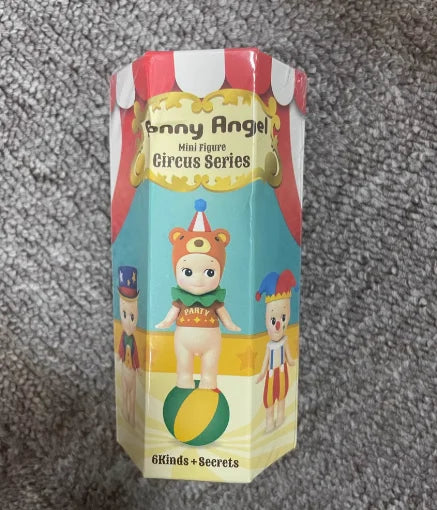 onny Angel
Mini Figure
Circus Series
PARTY
6Kinds + Secrets